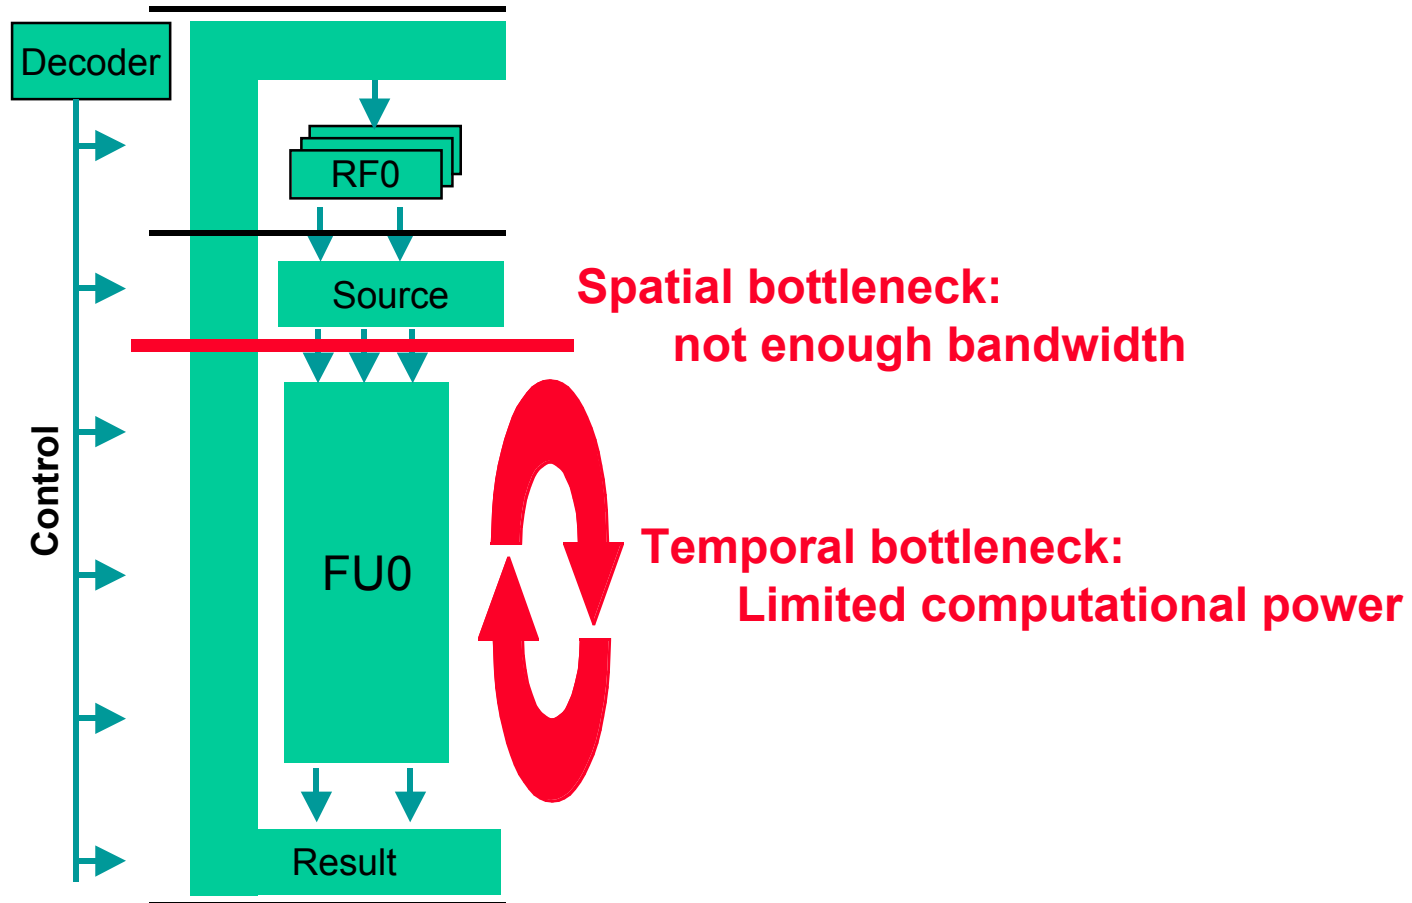 Decoder
RF0
Source
Spatial bottleneck:
not enough bandwidth
Control
FU0
Temporal bottleneck:
Limited computational power
Result